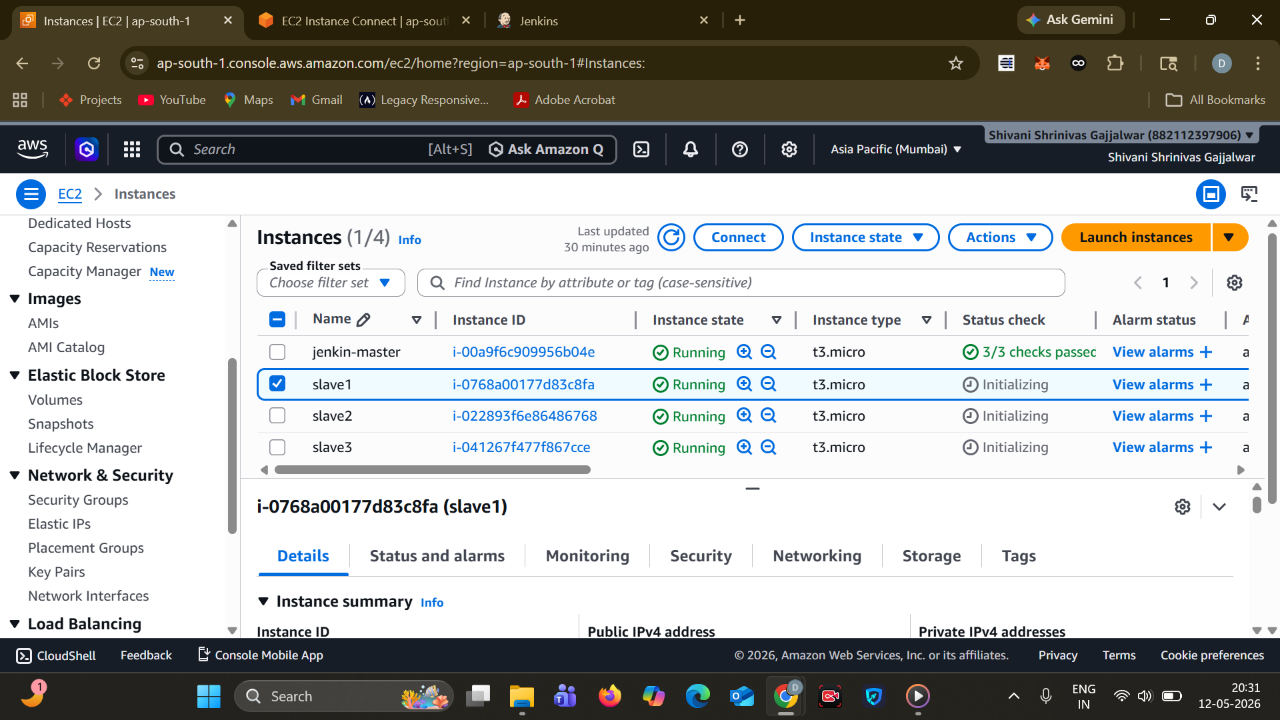 Instances | EC2 | ap-south-1
EC2 Instance Connect | ap-sout
Jenkins
Ask Gemini
ap-south-1.console.aws.amazon.com/ec2/home?region=ap-south-1#Instances:
D
Projects
YouTube
Maps
Gmail
Legacy Responsive...
Adobe Acrobat
All Bookmarks
aws
Search
[Alt+S]
Ask Amazon Q
Asia Pacific (Mumbai)
Shivani Shrinivas Gajjalwar (882112397906)
Shivani Shrinivas Gajjalwar
EC2
Instances
Dedicated Hosts
Capacity Reservations
Capacity Manager New
Images
AMIs
AMI Catalog
Elastic Block Store
Volumes
Snapshots
Lifecycle Manager
Network & Security
Security Groups
Elastic IPs
Placement Groups
Key Pairs
Network Interfaces
Load Balancing
Instances (1/4) Info
Last updated
30 minutes ago
Connect
Instance state
Actions
Launch instances
Saved filter sets
Choose filter set
Find Instance by attribute or tag (case-sensitive)
1
Name Instance ID Instance state Instance type Status check Alarm status A
jenkin-master i-00a9f6c909956b04e Running t3.micro 3/3 checks passed View alarms + a
slave1 i-0768a00177d83c8fa Running t3.micro Initializing View alarms + a
slave2 i-022893f6e86486768 Running t3.micro Initializing View alarms + a
slave3 i-041267f477f867cce Running t3.micro Initializing View alarms + a
i-0768a00177d83c8fa (slave1)
Details
Status and alarms
Monitoring
Security
Networking
Storage
Tags
Instance summary Info
Instance ID
Public IPv4 address
Private IPv4 addresses
CloudShell
Feedback
Console Mobile App
© 2026, Amazon Web Services, Inc. or its affiliates.
Privacy
Terms
Cookie preferences
1
Search
D
ENG
IN
20:31
12-05-2026